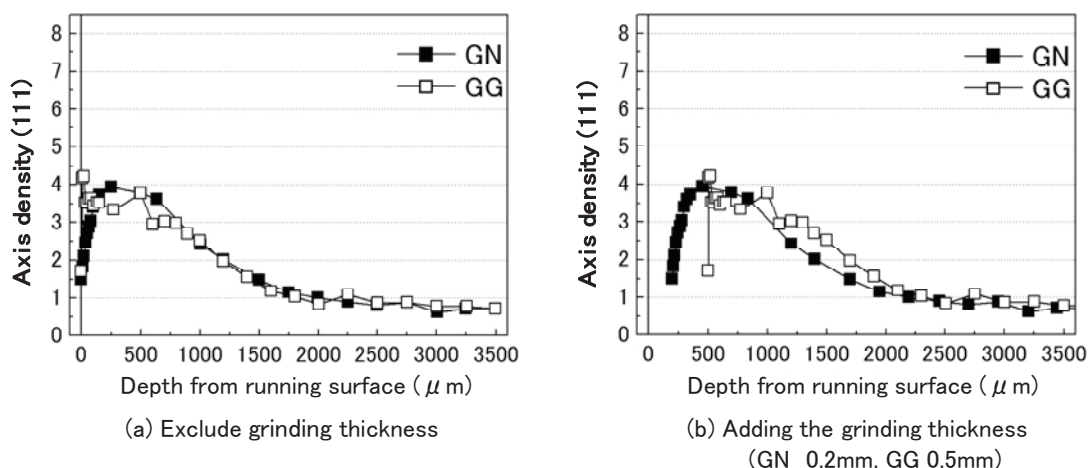 8
7
6
5
4
3
2
1
0
Axis density (111)
GN
GG
0 500 1000 1500 2000 2500 3000 3500
Depth from running surface ( μ m)
(a) Exclude grinding thickness
8
7
6
5
4
3
2
1
0
Axis density (111)
GN
GG
0 500 1000 1500 2000 2500 3000 3500
Depth from running surface ( μ m)
(b) Adding the grinding thickness
(GN 0.2mm, GG 0.5mm)